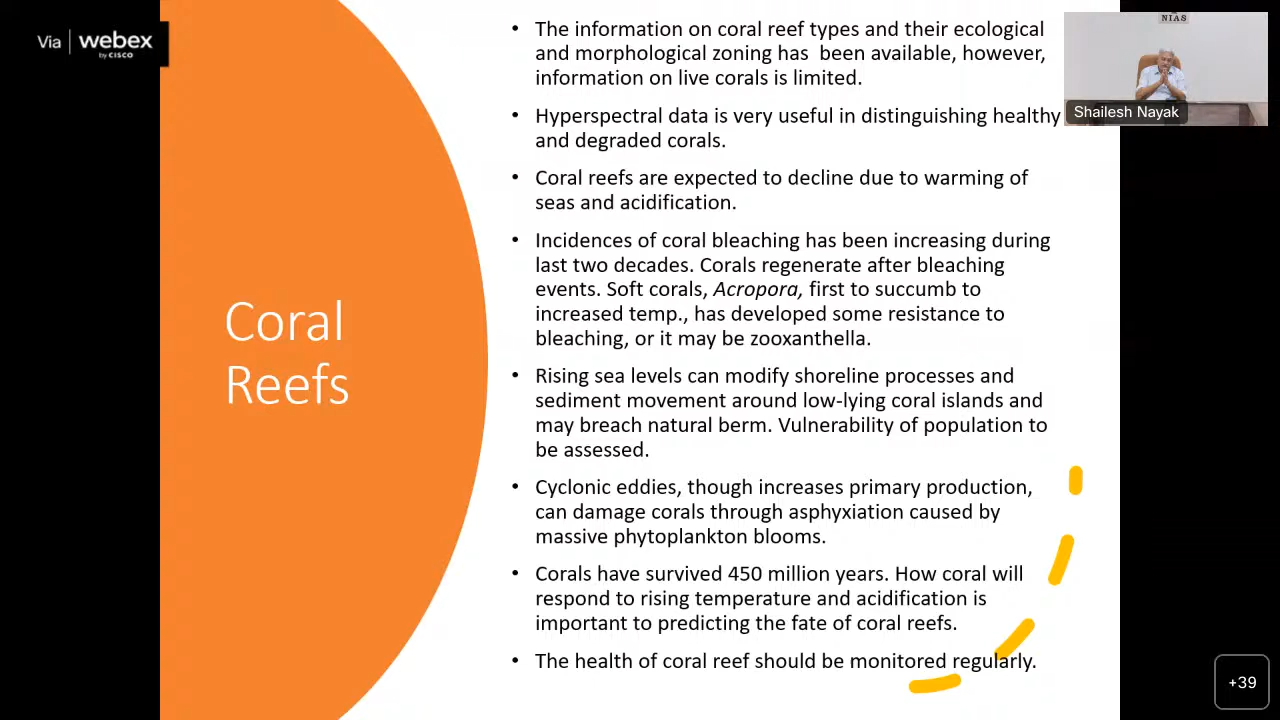 Via webex
by CISCO
Coral
Reefs
• The information on coral reef types and their ecological
and morphological zoning has been available, however,
information on live corals is limited.
• Hyperspectral data is very useful in distinguishing healthy
and degraded corals.
• Coral reefs are expected to decline due to warming of
seas and acidification.
• Incidences of coral bleaching has been increasing during
last two decades. Corals regenerate after bleaching
events. Soft corals, Acropora, first to succumb to
increased temp., has developed some resistance to
bleaching, or it may be zooxanthella.
• Rising sea levels can modify shoreline processes and
sediment movement around low-lying coral islands and
may breach natural berm. Vulnerability of population to
be assessed.
• Cyclonic eddies, though increases primary production,
can damage corals through asphyxiation caused by
massive phytoplankton blooms.
• Corals have survived 450 million years. How coral will
respond to rising temperature and acidification is
important to predicting the fate of coral reefs.
• The health of coral reef should be monitored regularly.
NIAS
Shailesh Nayak
+39